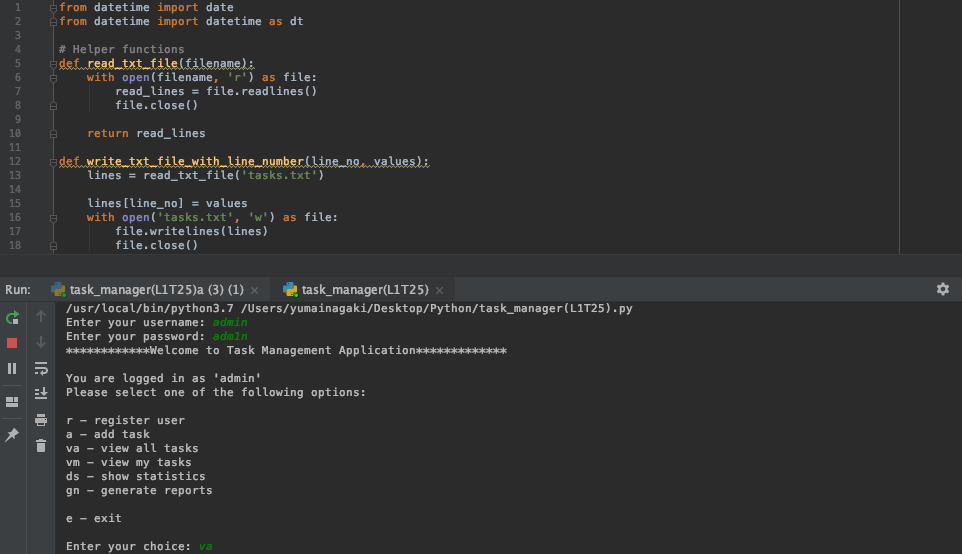 1 from datetime import date
2 from datetime import datetime as dt
3
4 # Helper functions
5 def read_txt_file(filename):
6     with open(filename, 'r') as file:
7         read_lines = file.readlines()
8         file.close()
9
10     return read_lines
11
12 def write_txt_file_with_line_number(line_no, values):
13     lines = read_txt_file('tasks.txt')
14
15     lines[line_no] = values
16     with open('tasks.txt', 'w') as file:
17         file.writelines(lines)
18         file.close()
Run: task_manager(L1T25)a (3) (1) × task_manager(L1T25) ×
/usr/local/bin/python3.7 /Users/yumainagaki/Desktop/Python/task_manager(L1T25).py
Enter your username: admin
Enter your password: adm1n
************Welcome to Task Management Application*************
You are logged in as 'admin'
Please select one of the following options:
r – register user
a – add task
va – view all tasks
vm – view my tasks
ds – show statistics
gn – generate reports
e – exit
Enter your choice: va